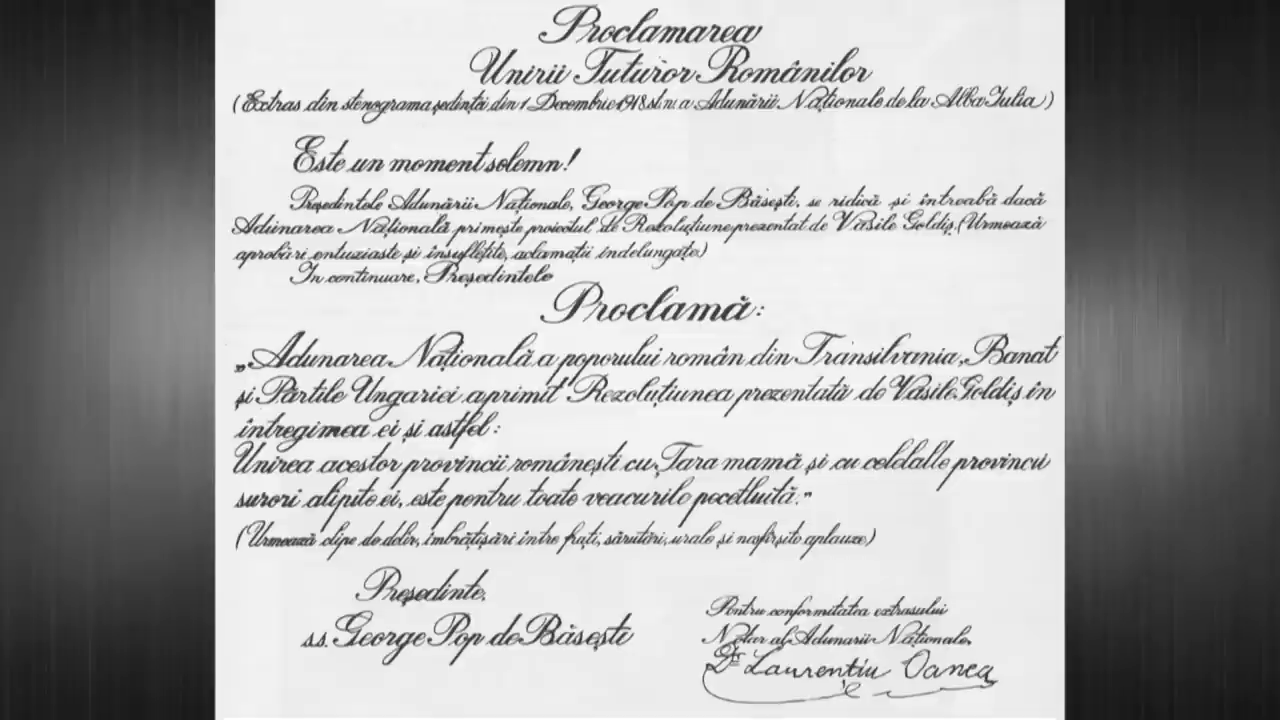 Proclamarea
Unirii Tuturor Românilor
(Extras din stenograma ședinții din 1 Decembrie 1918 st. n. a Adunării Naționale de la Alba Iulia)
Este un moment solemn!
Președintele Adunării Naționale, George Pop de Băsești, se ridică și întreabă dacă
Adunarea Națională primește proiectul de Rezoluțiune prezentat de Vasile Goldiș. (Urmează
aprobări entuziaste și însuflețite, aclamații îndelungate)
In continuare, Președintele
Proclamă:
„Adunarea Națională a poporului român din Transilvania, Banat
și Părțile Ungariei a primit Rezoluțiunea prezentată de Vasile Goldiș în
întregimea ei și astfel:
Unirea acestor provincii românești cu Țara mamă și cu celelalte provincii
surori alipite ei, este pentru toate veacurile pecetluită."
(Urmează clipe de delir, îmbrățișări între frați, sărutări, urale și nesfîrșite aplauze)
Președinte,
ss. George Pop de Băsești
Pentru conformitatea extrasului
Notar al Adunării Naționale,
Dr Laurențiu Oanea